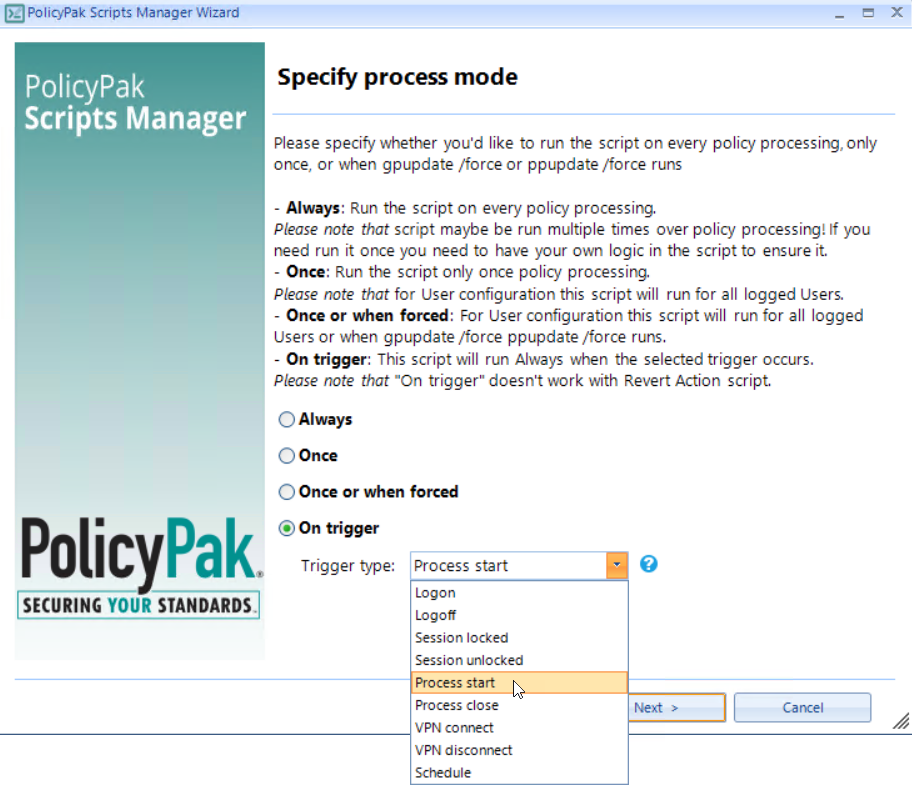 PolicyPak Scripts Manager Wizard
PolicyPak
Scripts Manager
Specify process mode
Please specify whether you'd like to run the script on every policy processing, only
once, or when gpupdate /force or ppupdate /force runs
- Always: Run the script on every policy processing.
Please note that script maybe be run multiple times over policy processing! If you
need run it once you need to have your own logic in the script to ensure it.
- Once: Run the script only once policy processing.
Please note that for User configuration this script will run for all logged Users.
- Once or when forced: For User configuration this script will run for all logged
Users or when gpupdate /force ppupdate /force runs.
- On trigger: This script will run Always when the selected trigger occurs.
Please note that "On trigger" doesn't work with Revert Action script.
Always
Once
Once or when forced
On trigger
Trigger type: Process start ?
Logon
Logoff
Session locked
Session unlocked
Process start
Process close
VPN connect
VPN disconnect
Schedule
PolicyPak®
SECURING YOUR STANDARDS.
Next >
Cancel